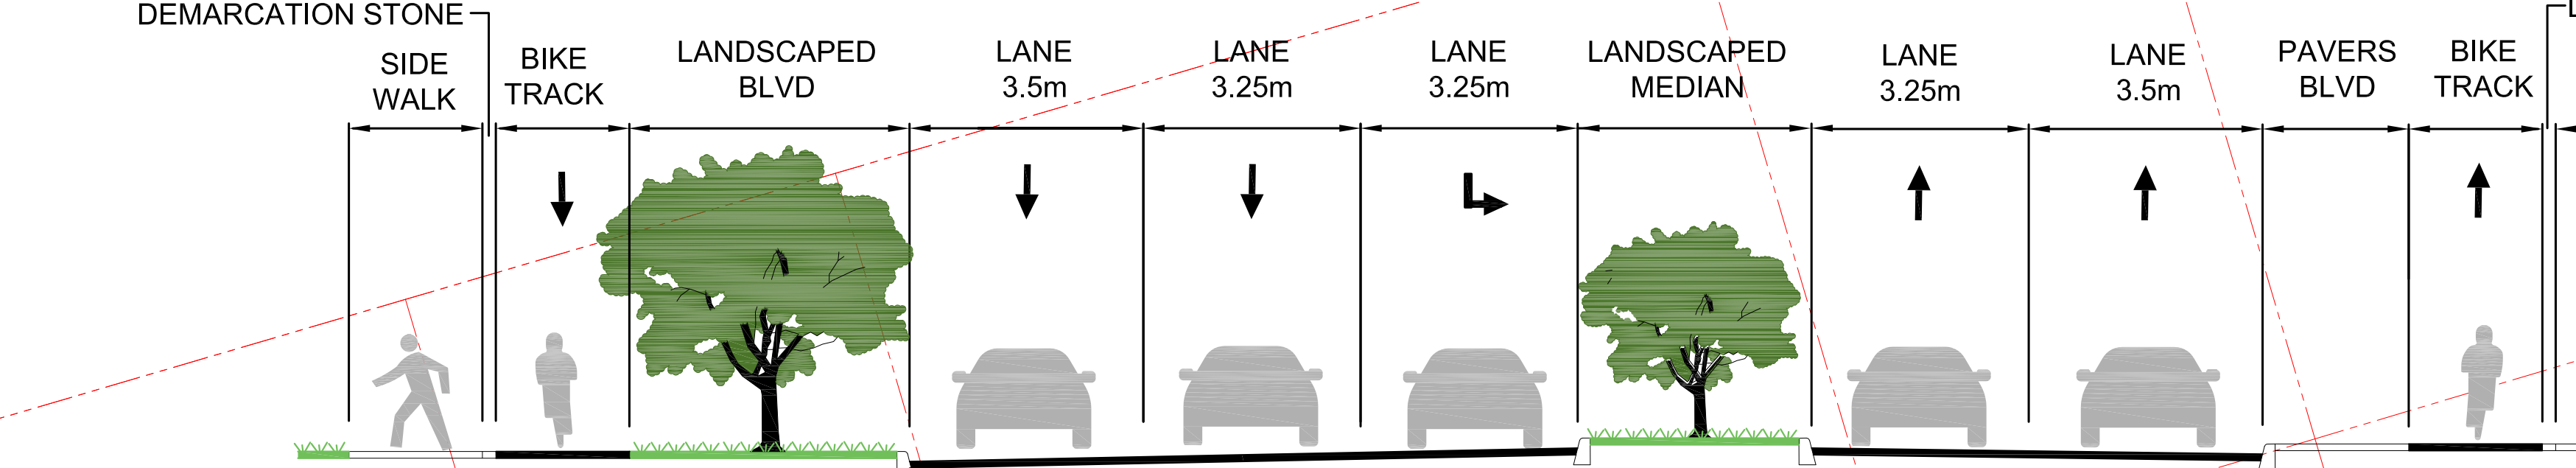 DEMARCATION STONE
SIDE
WALK
BIKE
TRACK
LANDSCAPED
BLVD
LANE
3.5m
LANE
3.25m
LANE
3.25m
LANDSCAPED
MEDIAN
LANE
3.25m
LANE
3.5m
PAVERS
BLVD
BIKE
TRACK